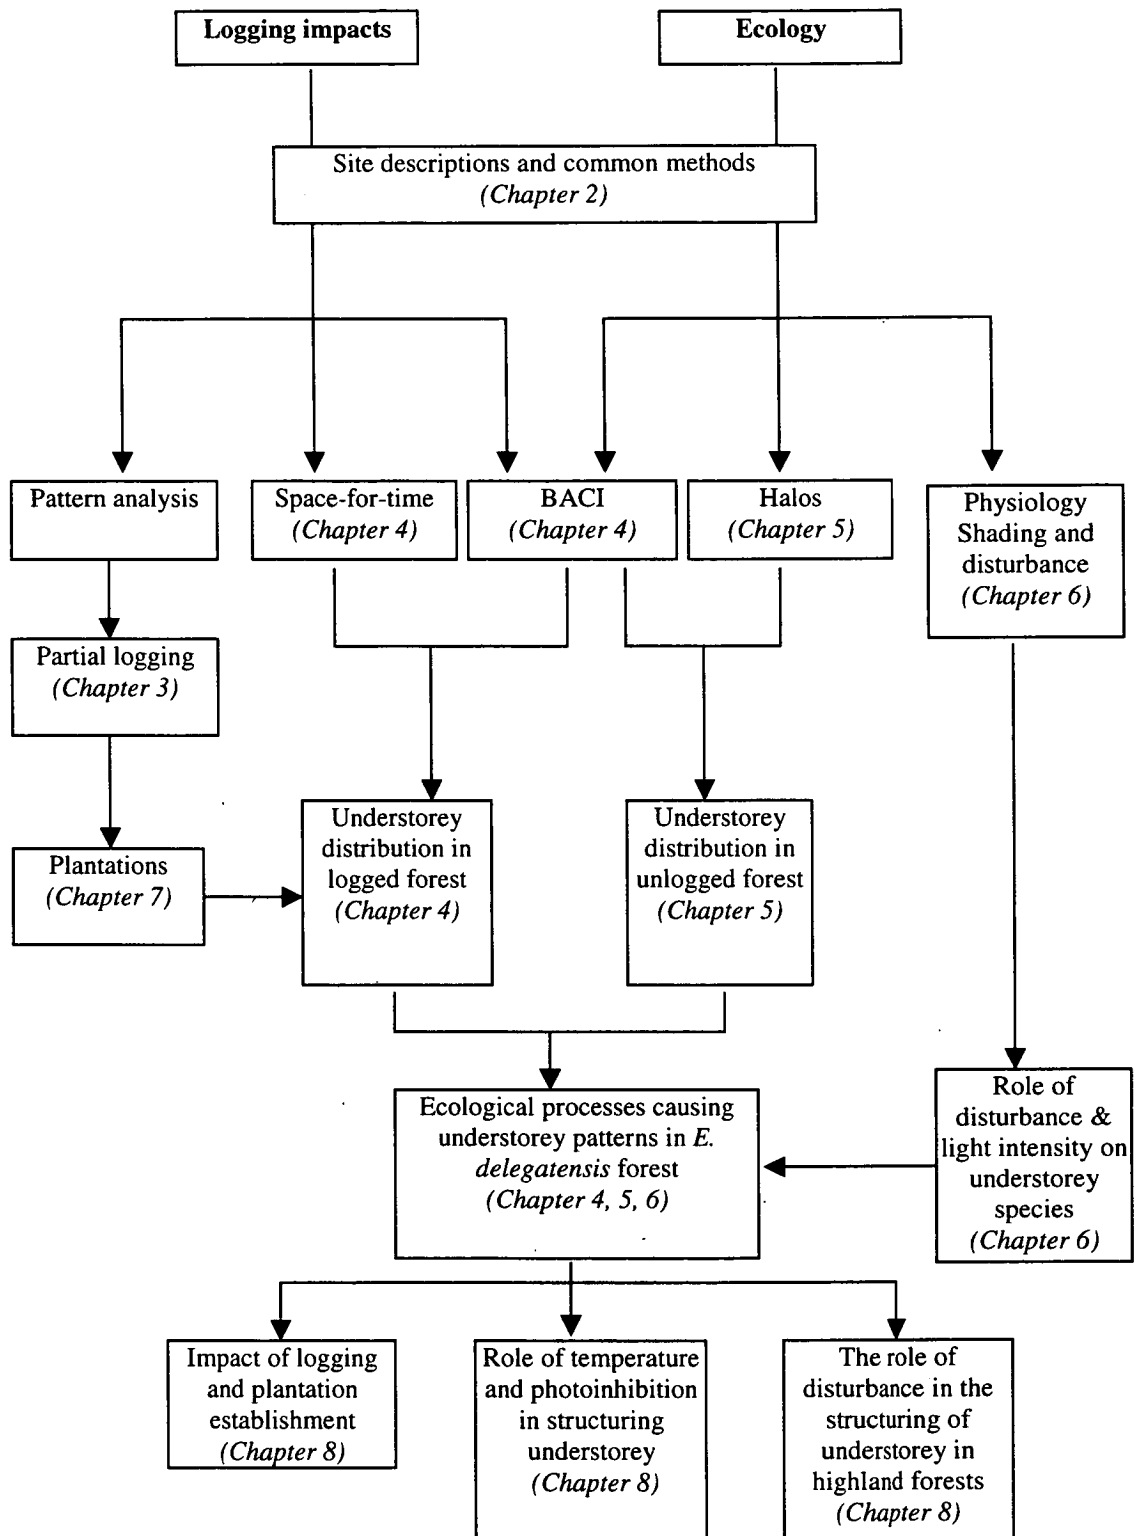 Logging impacts
Ecology
Site descriptions and common methods
(Chapter 2)
Pattern analysis
Space-for-time
(Chapter 4)
BACI
(Chapter 4)
Halos
(Chapter 5)
Physiology
Shading and
disturbance
(Chapter 6)
Partial logging
(Chapter 3)
Plantations
(Chapter 7)
Understorey
distribution in
logged forest
(Chapter 4)
Understorey
distribution in
unlogged forest
(Chapter 5)
Ecological processes causing
understorey patterns in E.
delegatensis forest
(Chapter 4, 5, 6)
Role of
disturbance &
light intensity on
understorey
species
(Chapter 6)
Impact of logging
and plantation
establishment
(Chapter 8)
Role of temperature
and photoinhibition
in structuring
understorey
(Chapter 8)
The role of
disturbance in the
structuring of
understorey in
highland forests
(Chapter 8)